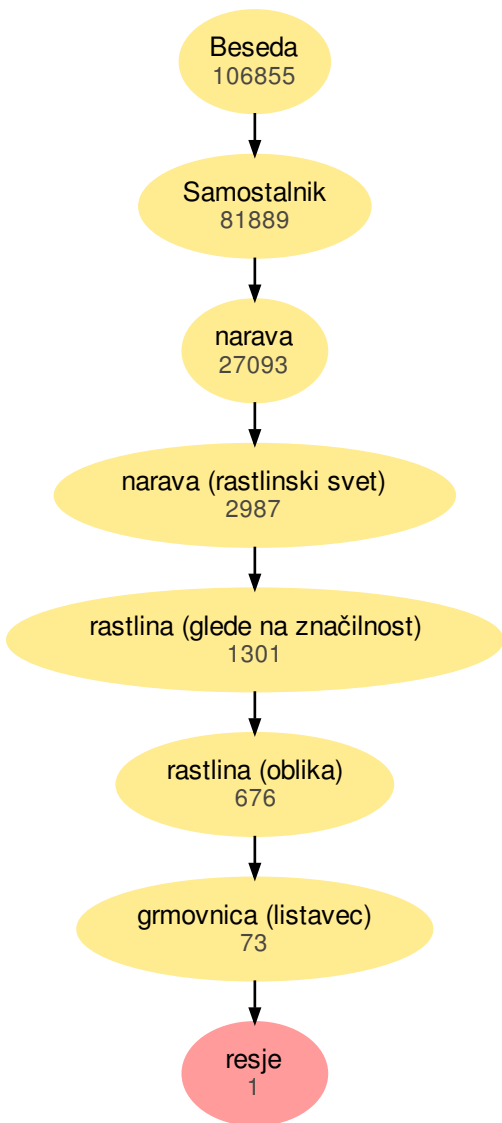 Beseda
106855
Samostalnik
81889
narava
27093
narava (rastlinski svet)
2987
rastlina (glede na značilnost)
1301
rastlina (oblika)
676
grmovnica (listavec)
73
resje
1